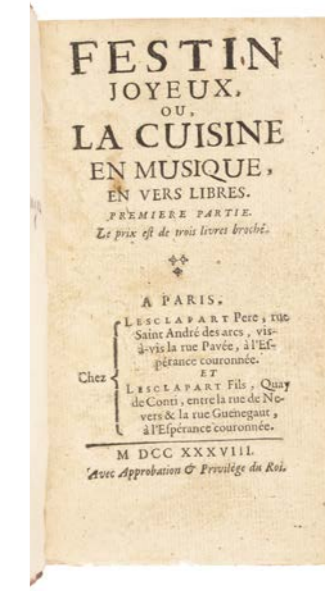 FESTIN
JOYEUX,
OU,
LA CUISINE
EN MUSIQUE,
EN VERS LIBRES.
PREMIERE PARTIE.
Le prix est de trois livres broché.
A PARIS,
Chez
LESCLAPART Pere, rue
Saint André des arcs, vis-
à-vis la rue Pavée, à l'Es-
pérance couronnée.
ET
LESCLAPART Fils, Quay
de Conti, entre la rue de Ne-
vers & la rue Guenegaut,
à l'Espérance couronnée.
M DCC XXXVIII.
Avec Approbation & Privilége du Roi.